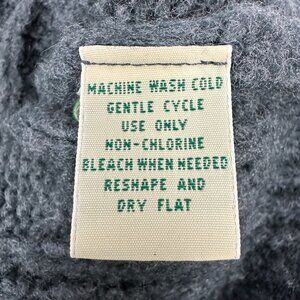 MACHINE WASH COLD
GENTLE CYCLE
USE ONLY
NON-CHLORINE
BLEACH WHEN NEEDED
RESHAPE AND
DRY FLAT